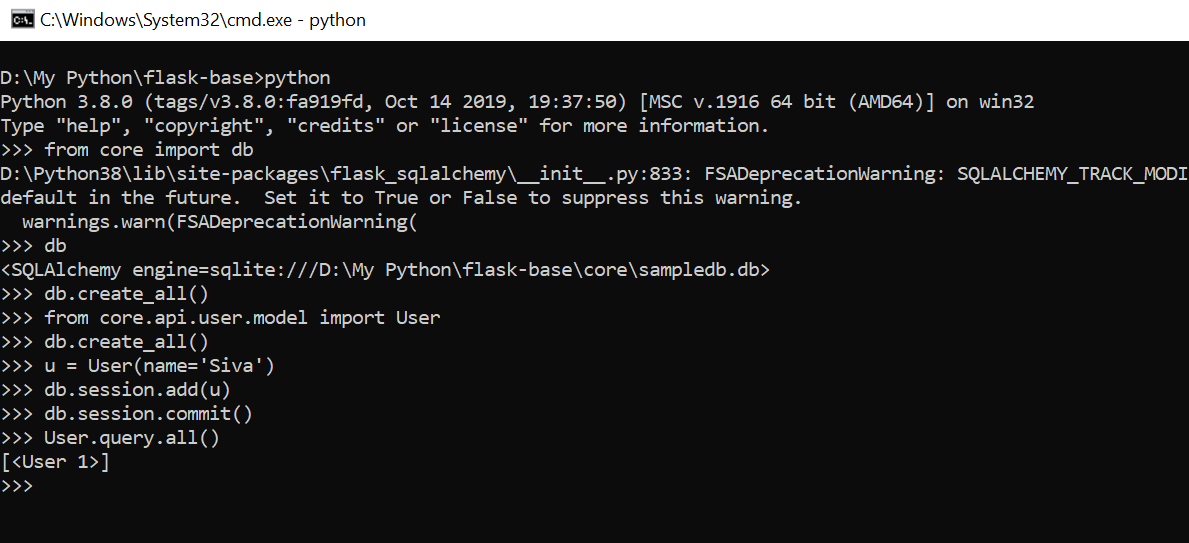 C:\Windows\System32\cmd.exe - python
D:\My Python\flask-base>python
Python 3.8.0 (tags/v3.8.0:fa919fd, Oct 14 2019, 19:37:50) [MSC v.1916 64 bit (AMD64)] on win32
Type "help", "copyright", "credits" or "license" for more information.
>>> from core import db
D:\Python38\lib\site-packages\flask_sqlalchemy\__init__.py:833: FSADeprecationWarning: SQLALCHEMY_TRACK_MODI
default in the future.  Set it to True or False to suppress this warning.
  warnings.warn(FSADeprecationWarning(
>>> db
<SQLAlchemy engine=sqlite:///D:\My Python\flask-base\core\sampledb.db>
>>> db.create_all()
>>> from core.api.user.model import User
>>> db.create_all()
>>> u = User(name='Siva')
>>> db.session.add(u)
>>> db.session.commit()
>>> User.query.all()
[<User 1>]
>>>